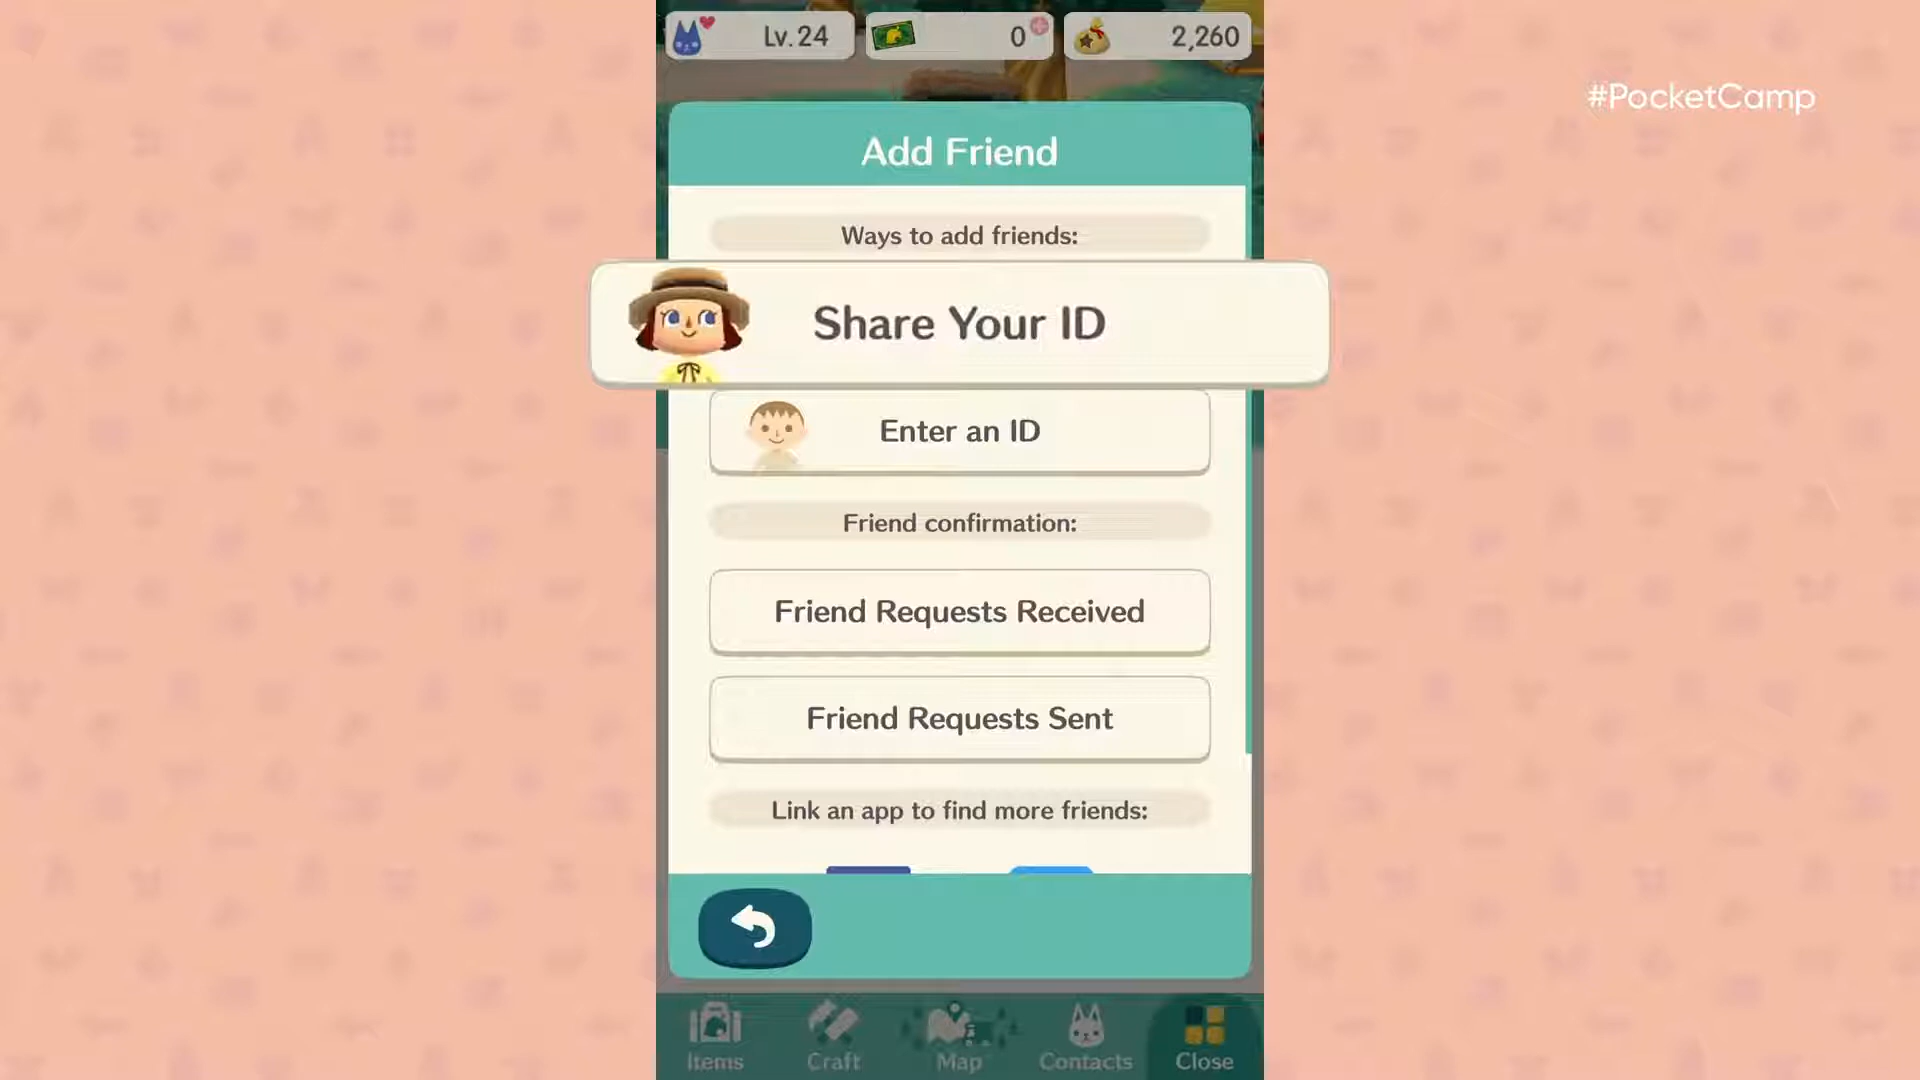 Lv.24
0
2,260
#PocketCamp
Add Friend
Ways to add friends:
Share Your ID
Enter an ID
Friend confirmation:
Friend Requests Received
Friend Requests Sent
Link an app to find more friends:
Items
Craft
Map
Contacts
Close